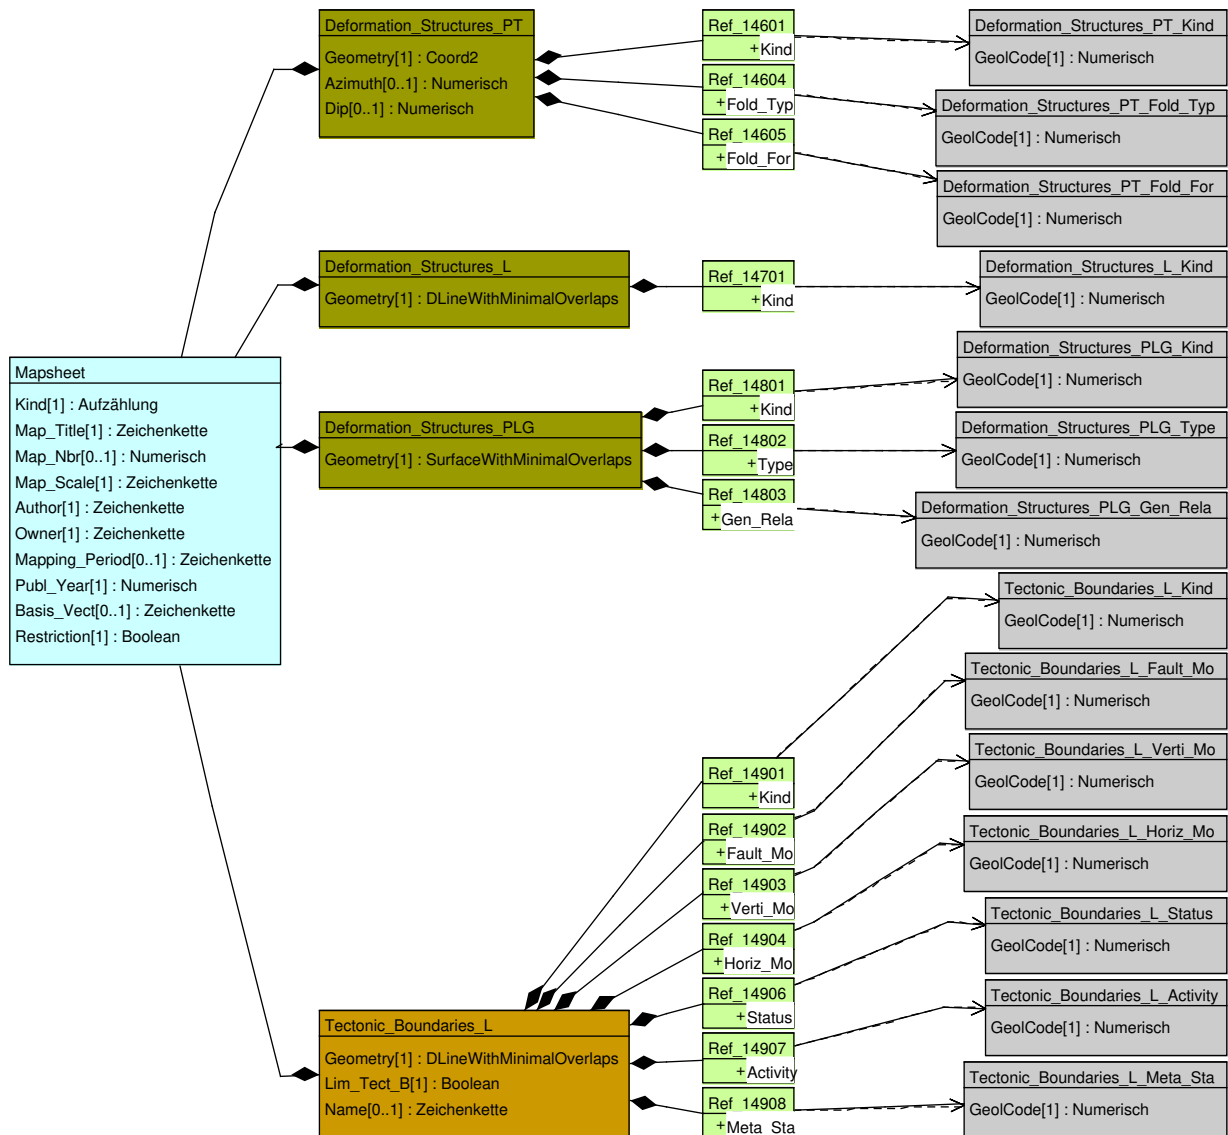 Deformation_Structures_PT
Geometry[1] : Coord2
Azimuth[0..1] : Numerisch
Dip[0..1] : Numerisch
Ref_14601
+Kind
Ref_14604
+Fold_Typ
Ref_14605
+Fold_For
Deformation_Structures_PT_Kind
GeolCode[1] : Numerisch
Deformation_Structures_PT_Fold_Typ
GeolCode[1] : Numerisch
Deformation_Structures_PT_Fold_For
GeolCode[1] : Numerisch
Deformation_Structures_L
Geometry[1] : DLineWithMinimalOverlaps
Ref_14701
+Kind
Deformation_Structures_L_Kind
GeolCode[1] : Numerisch
Mapsheet
Kind[1] : Aufzählung
Map_Title[1] : Zeichenkette
Map_Nbr[0..1] : Numerisch
Map_Scale[1] : Zeichenkette
Author[1] : Zeichenkette
Owner[1] : Zeichenkette
Mapping_Period[0..1] : Zeichenkette
Publ_Year[1] : Numerisch
Basis_Vect[0..1] : Zeichenkette
Restriction[1] : Boolean
Deformation_Structures_PLG
Geometry[1] : SurfaceWithMinimalOverlaps
Ref_14801
+Kind
Ref_14802
+Type
Ref_14803
+Gen_Rela
Deformation_Structures_PLG_Kind
GeolCode[1] : Numerisch
Deformation_Structures_PLG_Type
GeolCode[1] : Numerisch
Deformation_Structures_PLG_Gen_Rela
GeolCode[1] : Numerisch
Tectonic_Boundaries_L
Geometry[1] : DLineWithMinimalOverlaps
Lim_Tect_B[1] : Boolean
Name[0..1] : Zeichenkette
Ref_14901
+Kind
Ref_14902
+Fault_Mo
Ref_14903
+Verti_Mo
Ref_14904
+Horiz_Mo
Ref_14906
+Status
Ref_14907
+Activity
Ref_14908
+Meta_Sta
Tectonic_Boundaries_L_Kind
GeolCode[1] : Numerisch
Tectonic_Boundaries_L_Fault_Mo
GeolCode[1] : Numerisch
Tectonic_Boundaries_L_Verti_Mo
GeolCode[1] : Numerisch
Tectonic_Boundaries_L_Horiz_Mo
GeolCode[1] : Numerisch
Tectonic_Boundaries_L_Status
GeolCode[1] : Numerisch
Tectonic_Boundaries_L_Activity
GeolCode[1] : Numerisch
Tectonic_Boundaries_L_Meta_Sta
GeolCode[1] : Numerisch